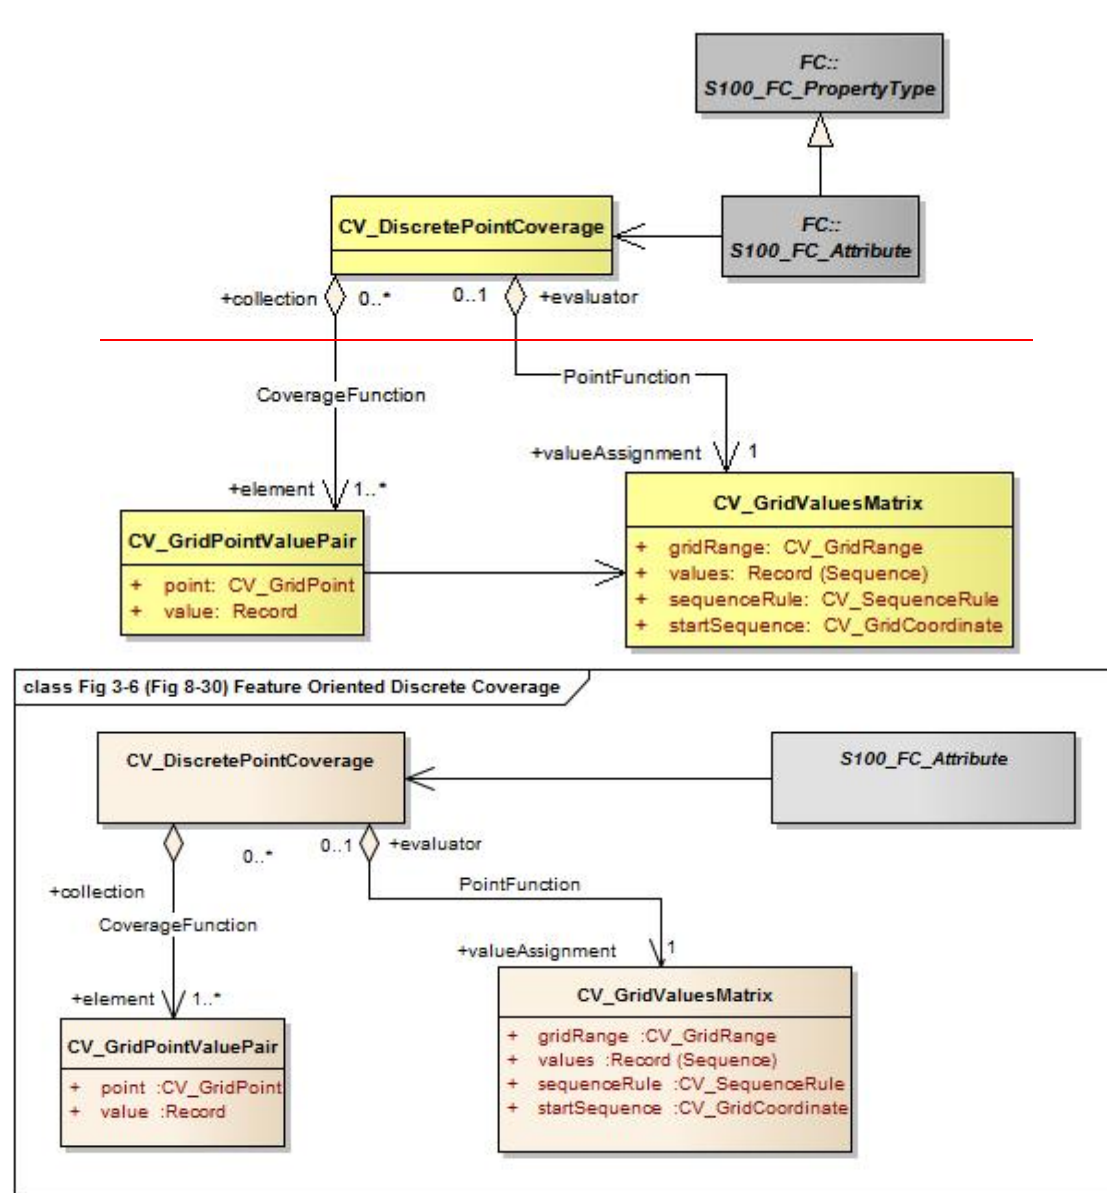 FC::
S100_FC_PropertyType
CV_DiscretePointCoverage
FC::
S100_FC_Attribute
+collection
0..*
0..1
+evaluator
PointFunction
CoverageFunction
+valueAssignment
1
+element
1..*
CV_GridValuesMatrix
+ gridRange: CV_GridRange
+ values: Record (Sequence)
+ sequenceRule: CV_SequenceRule
+ startSequence: CV_GridCoordinate
CV_GridPointValuePair
+ point: CV_GridPoint
+ value: Record
class Fig 3-6 (Fig 8-30) Feature Oriented Discrete Coverage
CV_DiscretePointCoverage
S100_FC_Attribute
0..*
0..1
+evaluator
+collection
PointFunction
CoverageFunction
+valueAssignment
1
+element
1..*
CV_GridValuesMatrix
+ gridRange :CV_GridRange
+ values :Record (Sequence)
+ sequenceRule :CV_SequenceRule
+ startSequence :CV_GridCoordinate
CV_GridPointValuePair
+ point :CV_GridPoint
+ value :Record